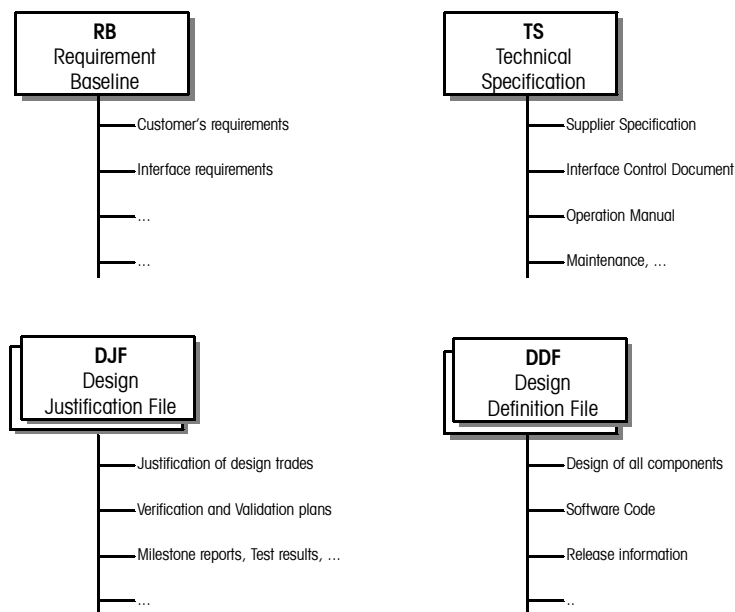 RB
Requirement
Baseline
Customer's requirements
Interface requirements
...
...
TS
Technical
Specification
Supplier Specification
Interface Control Document
Operation Manual
Maintenance, ...
DJF
Design
Justification File
Justification of design trades
Verification and Validation plans
Milestone reports, Test results, ...
...
DDF
Design
Definition File
Design of all components
Software Code
Release information
..